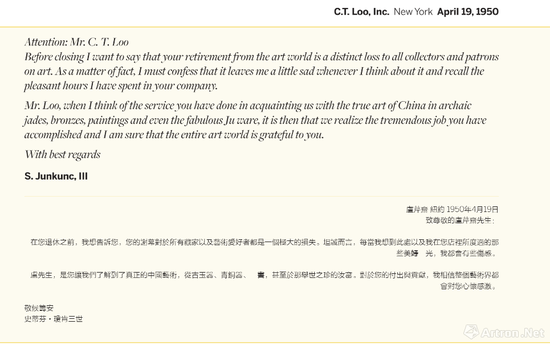 C.T. Loo, Inc. New York April 19, 1950
Attention: Mr. C. T. Loo
Before closing I want to say that your retirement from the art world is a distinct loss to all collectors and patrons
on art. As a matter of fact, I must confess that it leaves me a little sad whenever I think about it and recall the
pleasant hours I have spent in your company.
Mr. Loo, when I think of the service you have done in acquainting us with the true art of China in archaic
jades, bronzes, paintings and even the fabulous Ju ware, it is then that we realize the tremendous job you have
accomplished and I am sure that the entire art world is grateful to you.
With best regards
S. Junkunc, III
盧芹齋 紐約 1950年4月19日
致尊敬的盧芹齋先生:
在您退休之前,我想告訴您,您的謝幕對於所有藏家以及藝術愛好者都是一個極大的損失。坦誠而言,每當我想到此處以及我在您店裡所度過的那
些美好 光,我都會有些傷感。
盧先生,是您讓我們了解到了真正的中國藝術,從古玉器、青銅器、 畫,甚至於那舉世之珍的汝窯。對於您的付出與貢獻,我相信整個藝術界都
會對您心懷感激。
敬候壽安
史蒂芬・瓊肯三世
Artron.Net